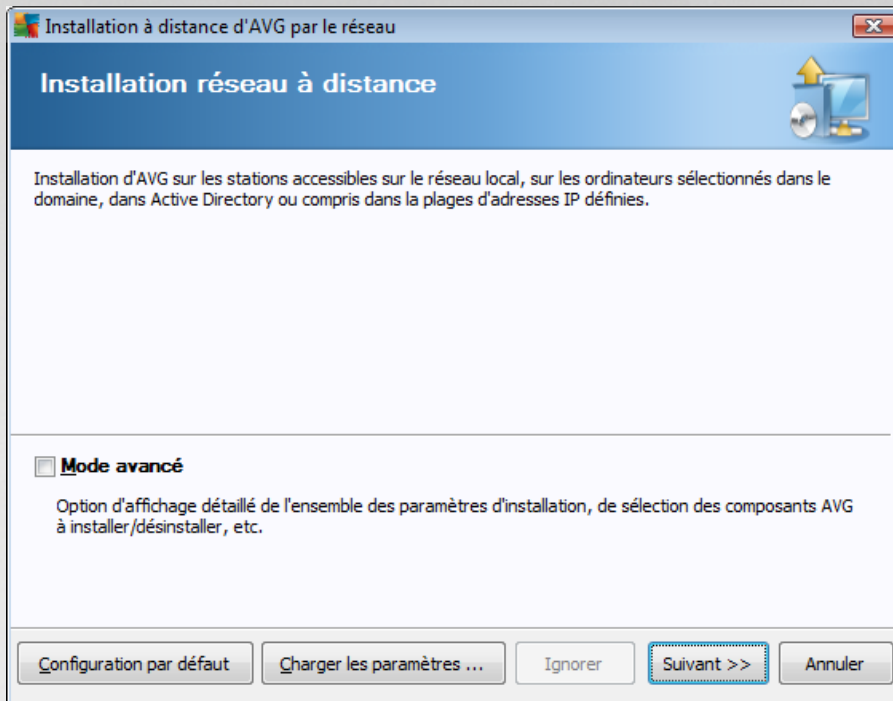 Installation à distance d'AVG par le réseau
Installation réseau à distance
Installation d'AVG sur les stations accessibles sur le réseau local, sur les ordinateurs sélectionnés dans le
domaine, dans Active Directory ou compris dans la plages d'adresses IP définies.
Mode avancé
Option d'affichage détaillé de l'ensemble des paramètres d'installation, de sélection des composants AVG
à installer/désinstaller, etc.
Configuration par défaut
Charger les paramètres ...
Ignorer
Suivant >>
Annuler